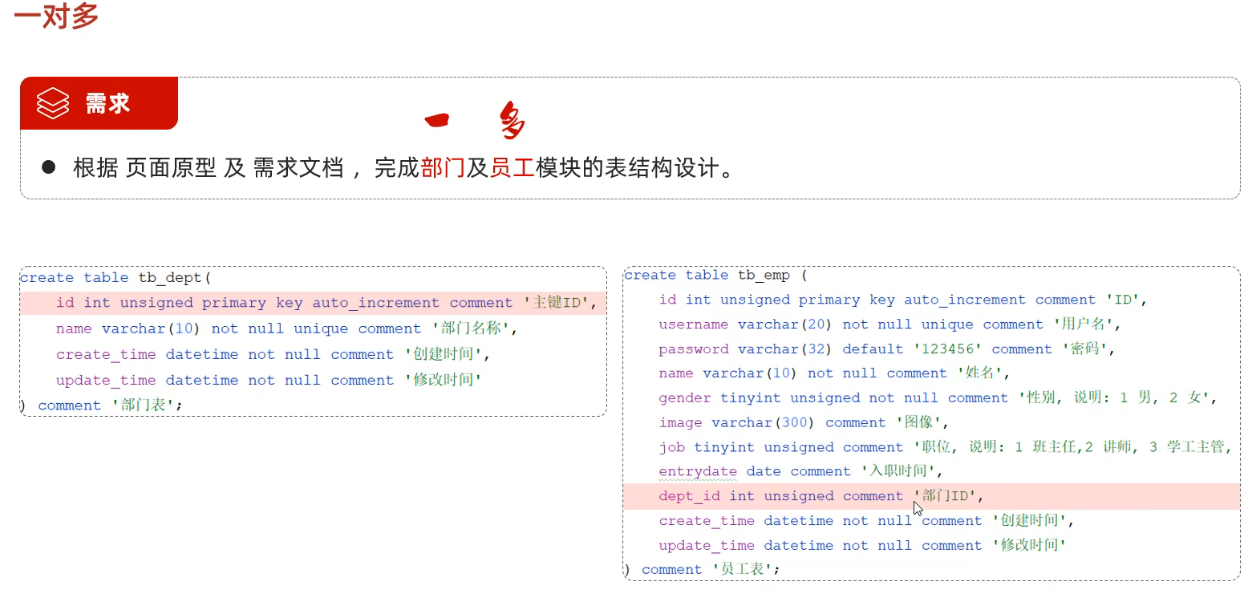 一对多
需求
一 多
● 根据 页面原型 及 需求文档 ，完成部门及员工模块的表结构设计。
create table tb_dept(
id int unsigned primary key auto_increment comment '主键ID',
name varchar(10) not null unique comment '部门名称',
create_time datetime not null comment '创建时间',
update_time datetime not null comment '修改时间'
) comment '部门表';
create table tb_emp (
id int unsigned primary key auto_increment comment 'ID',
username varchar(20) not null unique comment '用户名',
password varchar(32) default '123456' comment '密码',
name varchar(10) not null comment '姓名',
gender tinyint unsigned not null comment '性别, 说明: 1 男, 2 女',
image varchar(300) comment '图像',
job tinyint unsigned comment '职位, 说明: 1 班主任,2 讲师, 3 学工主管,
entrydate date comment '入职时间',
dept_id int unsigned comment '部门ID',
create_time datetime not null comment '创建时间',
update_time datetime not null comment '修改时间'
) comment '员工表';